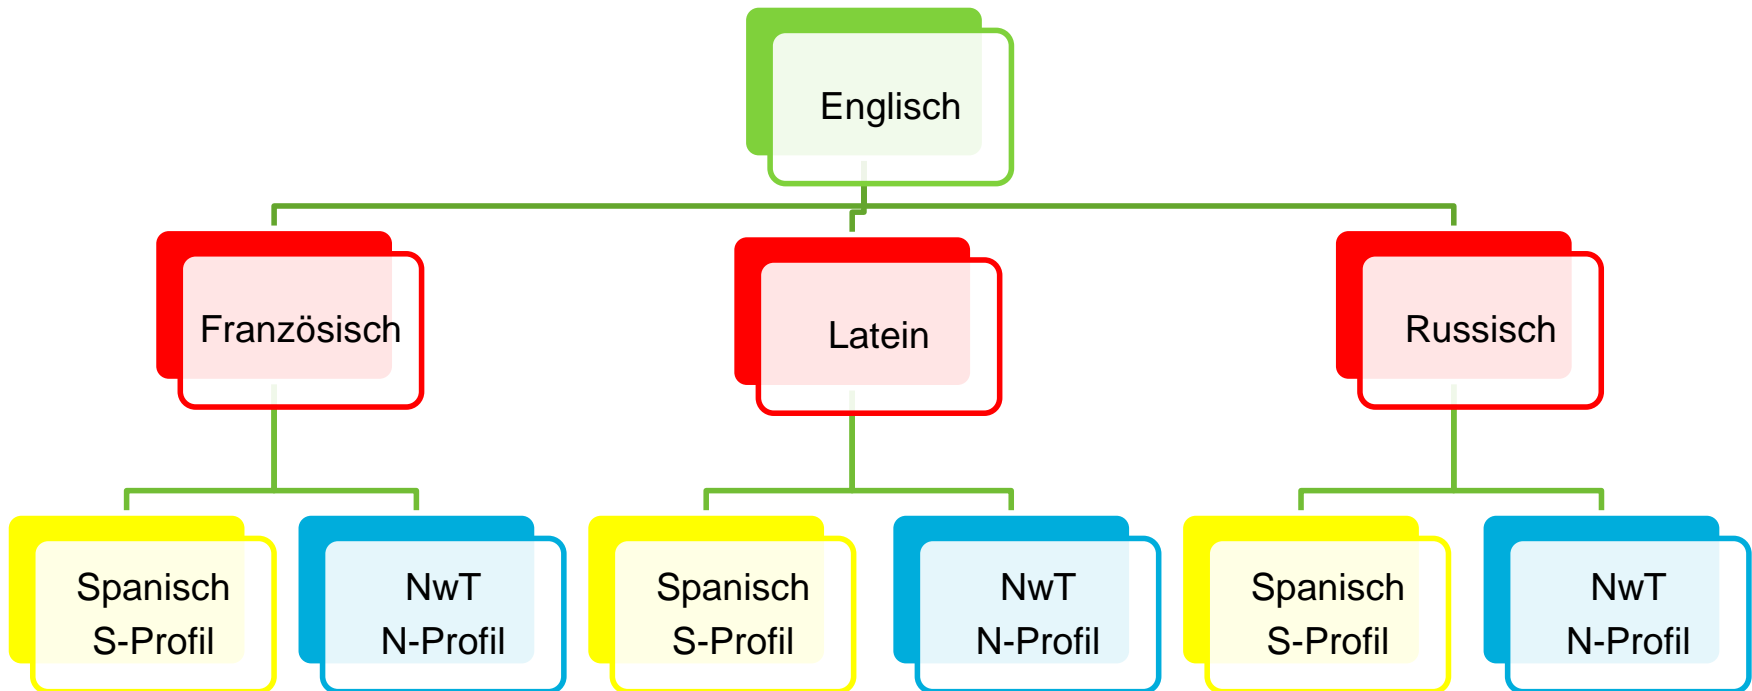 Englisch
Französisch
Latein
Russisch
Spanisch
S-Profil
NwT
N-Profil
Spanisch
S-Profil
NwT
N-Profil
Spanisch
S-Profil
NwT
N-Profil